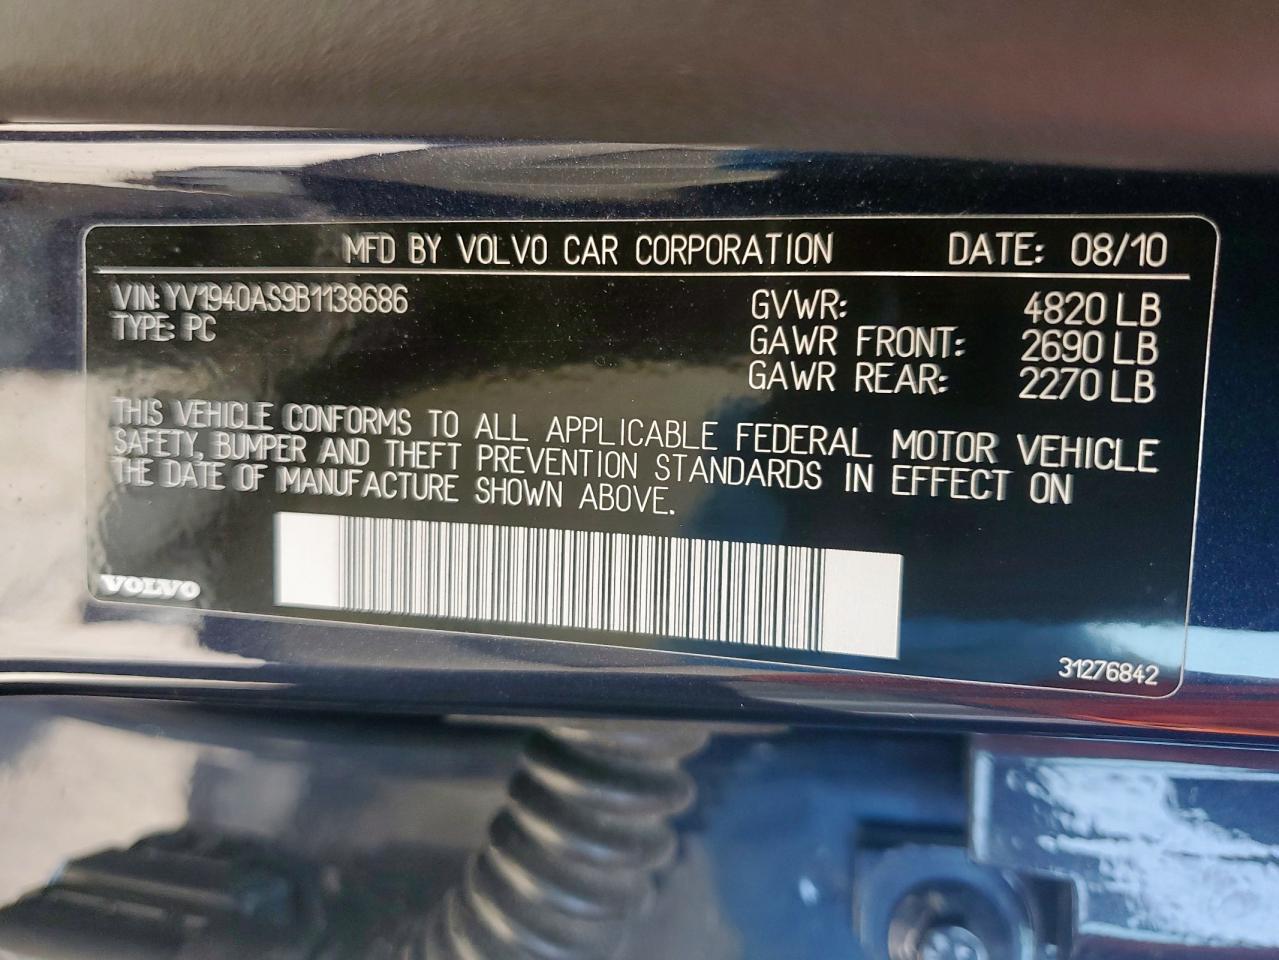 MFD BY VOLVO CAR CORPORATION DATE: 08/10
VIN: YV1940AS9B1138686
TYPE: PC
GVWR: 4820 LB
GAWR FRONT: 2690 LB
GAWR REAR: 2270 LB
THIS VEHICLE CONFORMS TO ALL APPLICABLE FEDERAL MOTOR VEHICLE
SAFETY, BUMPER AND THEFT PREVENTION STANDARDS IN EFFECT ON
THE DATE OF MANUFACTURE SHOWN ABOVE.
VOLVO
31276842